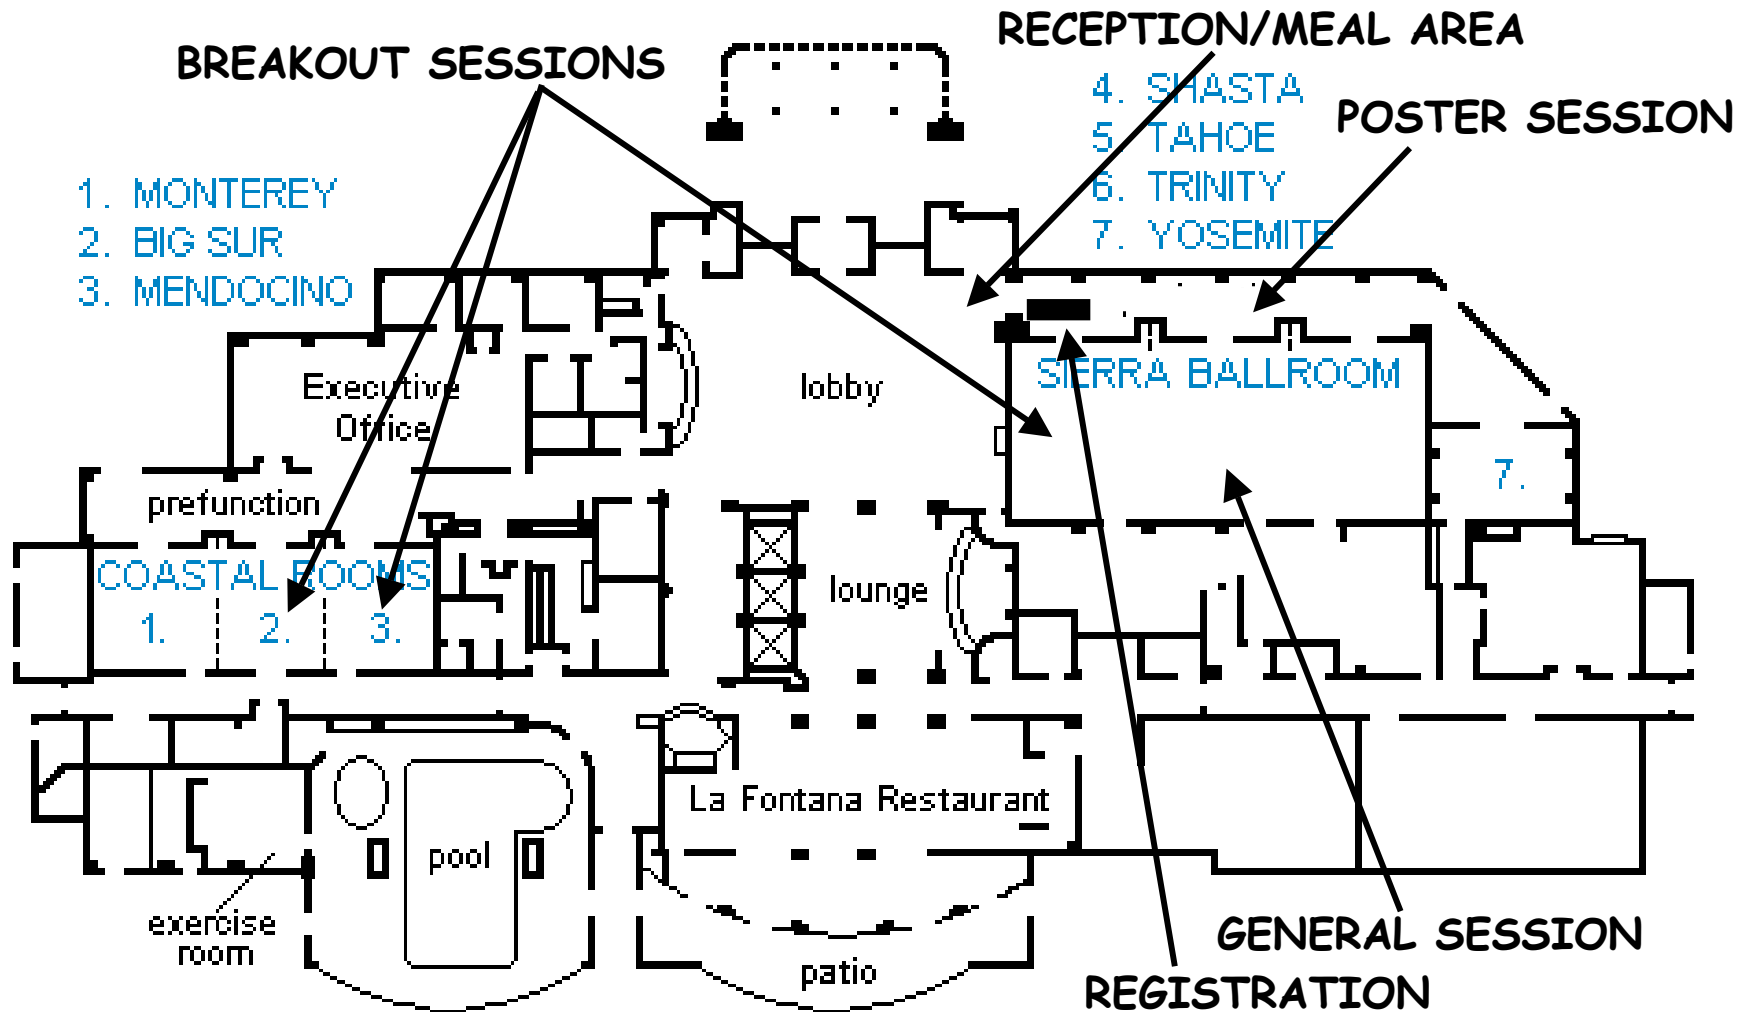 RECEPTION/MEAL AREA
BREAKOUT SESSIONS
4. SHASTA
POSTER SESSION
5. TAHOE
6. TRINITY
7. YOSEMITE
1. MONTEREY
2. BIG SUR
3. MENDOCINO
Executive
Office
lobby
SIERRA BALLROOM
7.
prefunction
COASTAL ROOMS
1.
2.
3.
lounge
La Fontana Restaurant
pool
exercise
room
patio
GENERAL SESSION
REGISTRATION